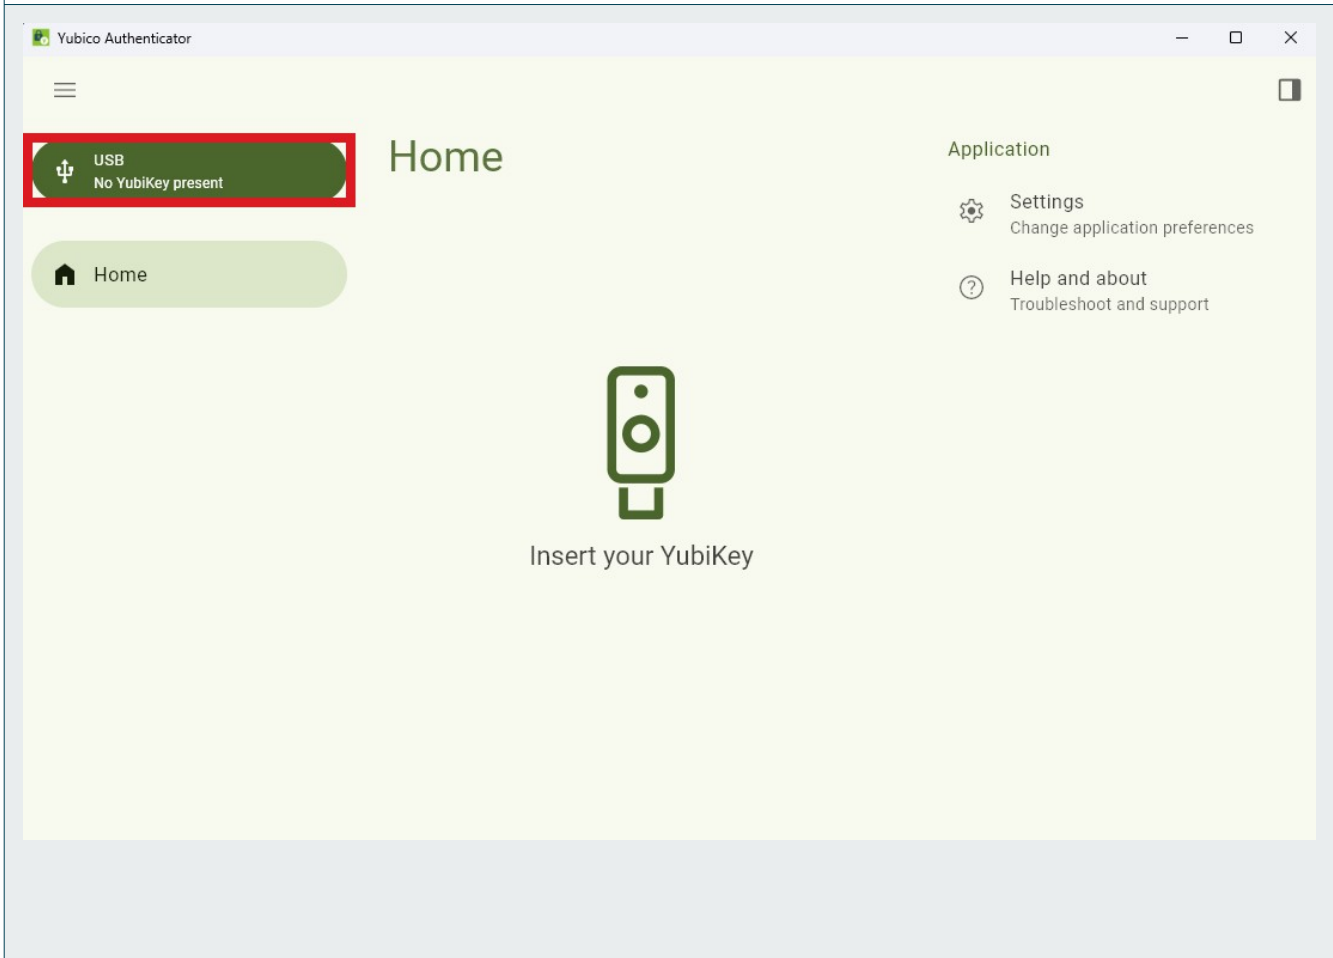 Yubico Authenticator
USB
No YubiKey present
Home
Home
Application
Settings
Change application preferences
Help and about
Troubleshoot and support
Insert your YubiKey